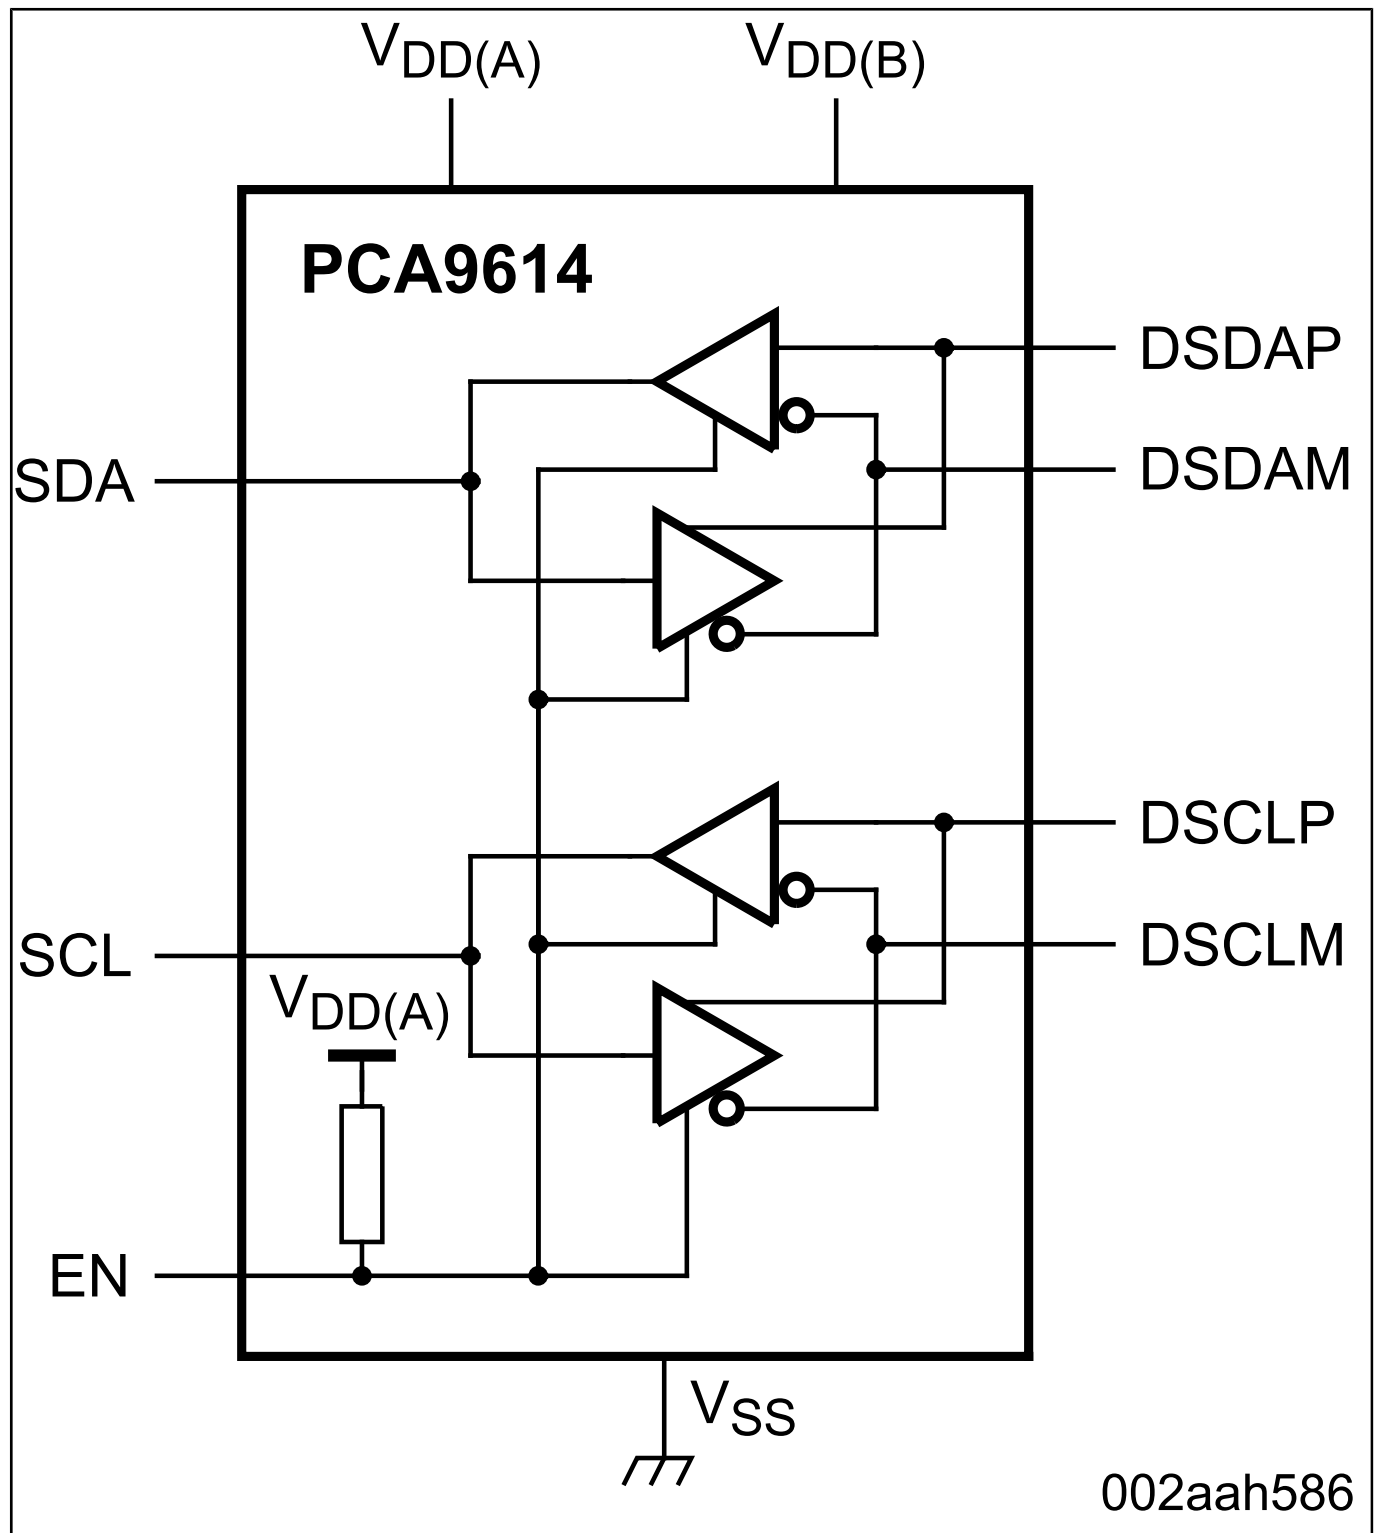 VDD(A)
VDD(B)
PCA9614
DSDAP
DSDAM
SDA
DSCLP
DSCLM
SCL
VDD(A)
EN
VSS
002aah586